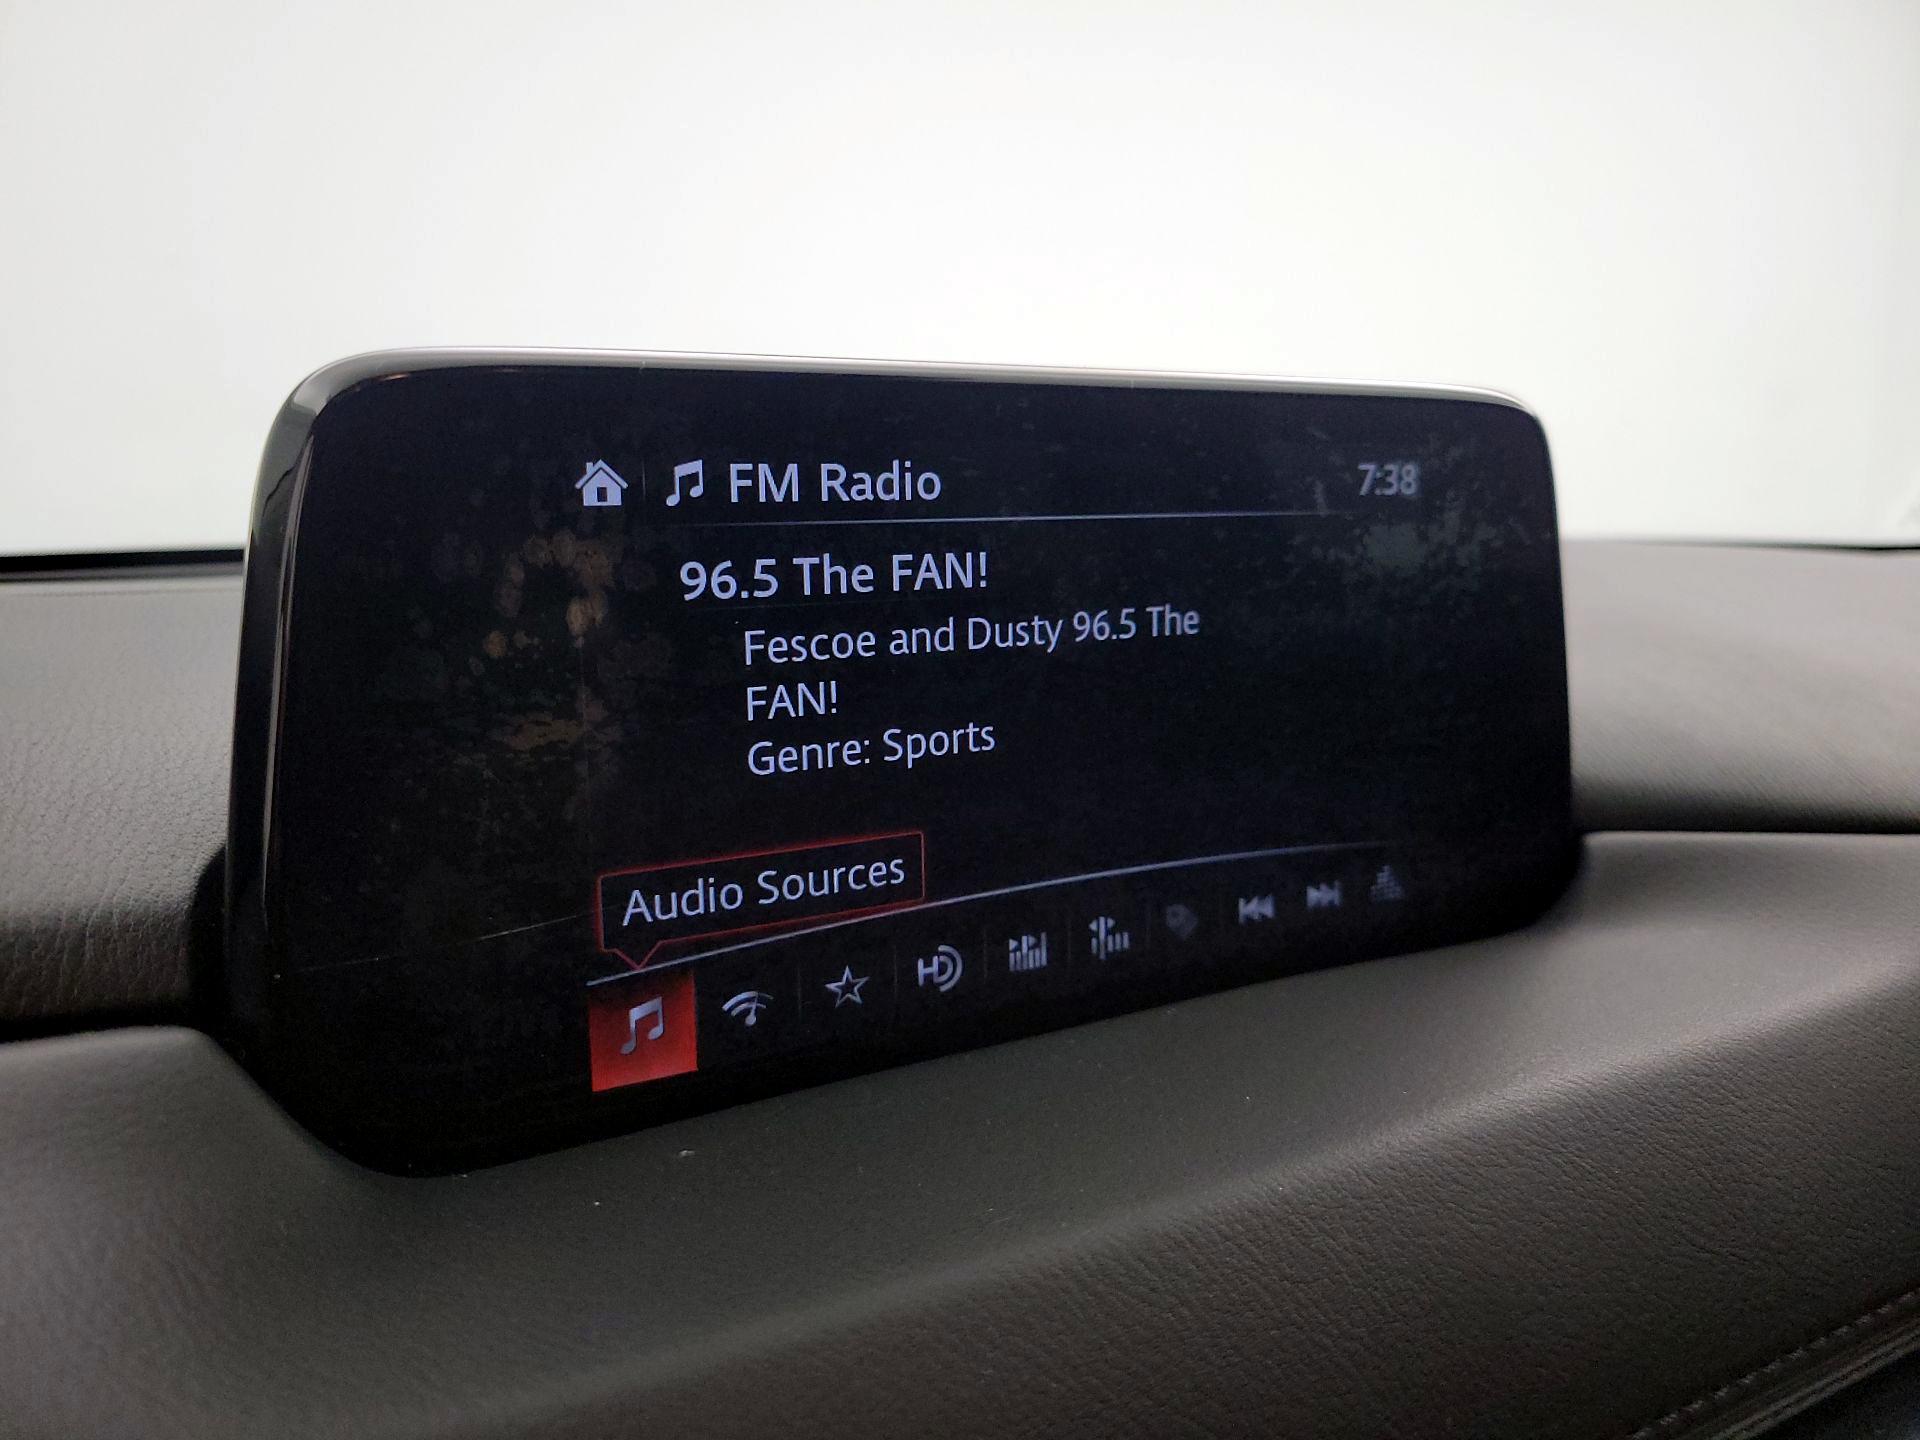 FM Radio 7:38
96.5 The FAN!
Fescoe and Dusty 96.5 The
FAN!
Genre: Sports
Audio Sources
HD